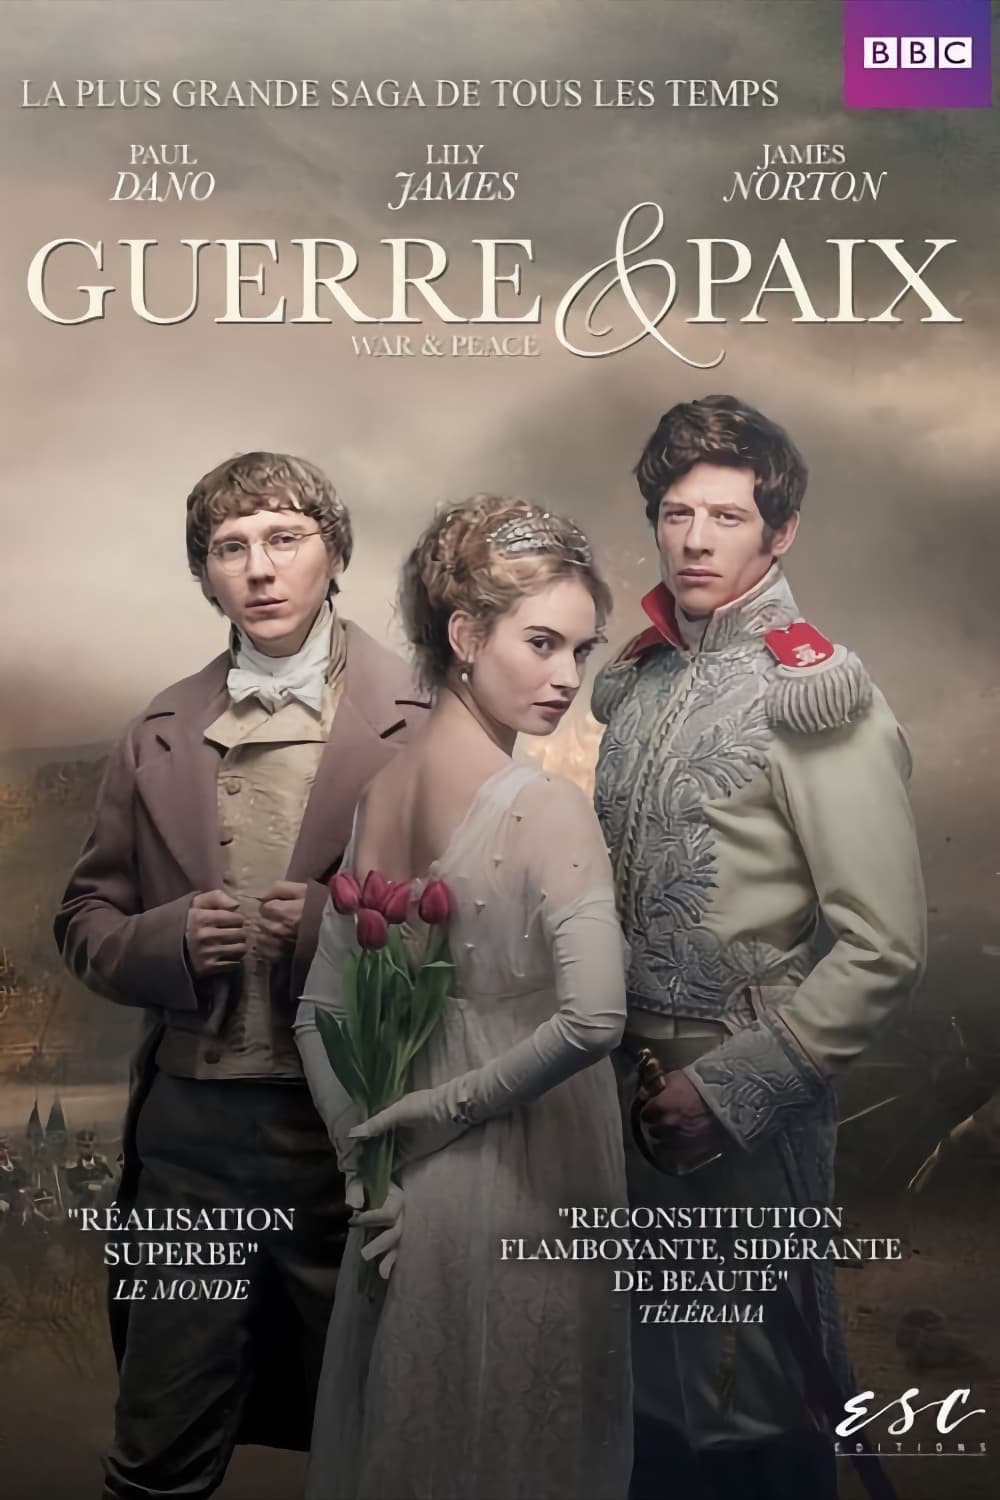 BBC
LA PLUS GRANDE SAGA DE TOUS LES TEMPS
PAUL DANO
LILY JAMES
JAMES NORTON
GUERRE & PAIX
WAR & PEACE
"RÉALISATION
SUPERBE"
LE MONDE
"RECONSTITUTION
FLAMBOYANTE, SIDÉRANTE
DE BEAUTÉ"
TÉLÉRAMA
ESC
EDITIONS